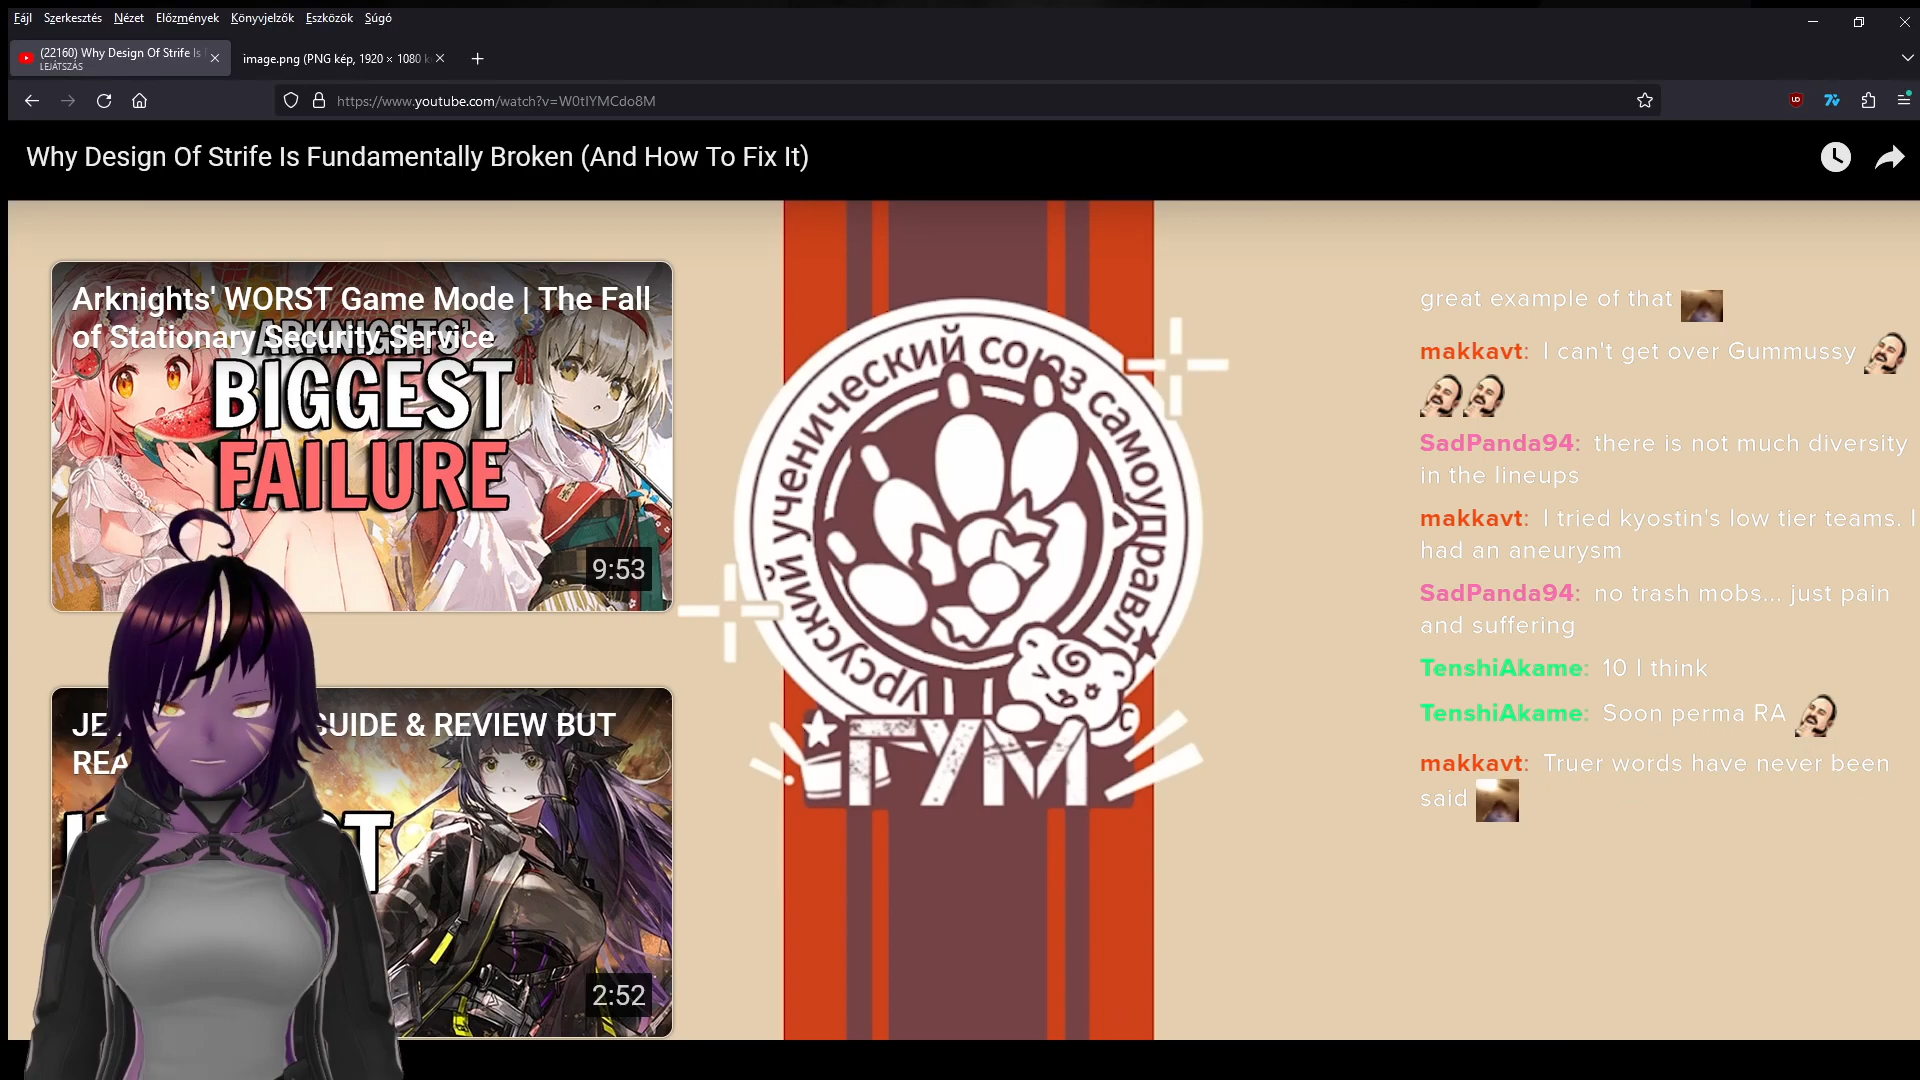 Fájl Szerkesztés Nézet Előzmények Könyvjelzők Eszközök Súgó
(22160) Why Design Of Strife Is
LEJÁTSZÁS
image.png (PNG kép, 1920 × 1080 k
https://www.youtube.com/watch?v=W0tIYMCdo8M
Why Design Of Strife Is Fundamentally Broken (And How To Fix It)
Arknights' WORST Game Mode | The Fall
of Stationary Security Service
ARKNIGHTS'
BIGGEST
FAILURE
9:53
JE GUIDE & REVIEW BUT
REA
2:52
урсуский ученический союз самоуправл
ГУМ
great example of that
makkavt: I can't get over Gummussy
SadPanda94: there is not much diversity
in the lineups
makkavt: I tried kyostin's low tier teams. I
had an aneurysm
SadPanda94: no trash mobs... just pain
and suffering
TenshiAkame: 10 I think
TenshiAkame: Soon perma RA
makkavt: Truer words have never been
said